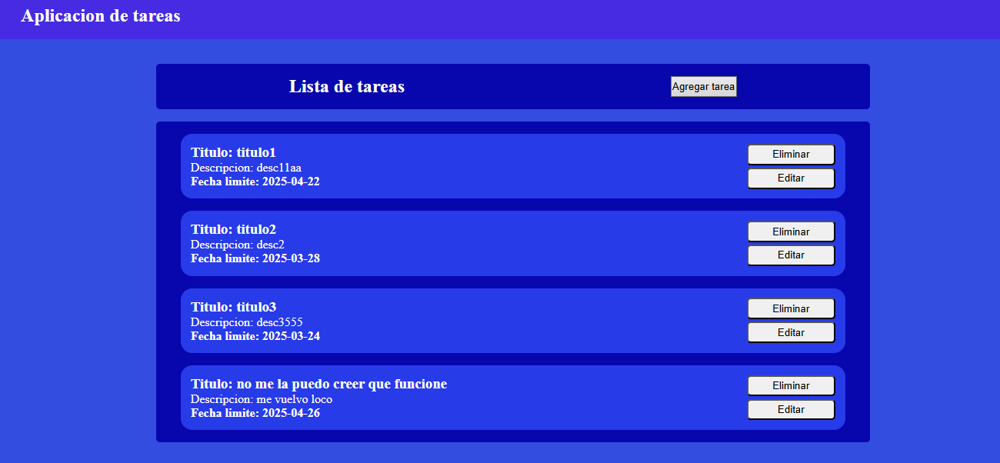 Aplicacion de tareas
Lista de tareas
Agregar tarea
Titulo: titulo1
Descripcion: desc11aa
Fecha limite: 2025-04-22
Eliminar
Editar
Titulo: titulo2
Descripcion: desc2
Fecha limite: 2025-03-28
Eliminar
Editar
Titulo: titulo3
Descripcion: desc3555
Fecha limite: 2025-03-24
Eliminar
Editar
Titulo: no me la puedo creer que funcione
Descripcion: me vuelvo loco
Fecha limite: 2025-04-26
Eliminar
Editar